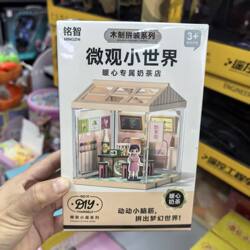 铭智
MINGZHI
木制拼装系列
3+
微观小世界
暖心专属奶茶店
DIY
暖心
奶茶
动动小脑筋,
拼出梦幻世界!